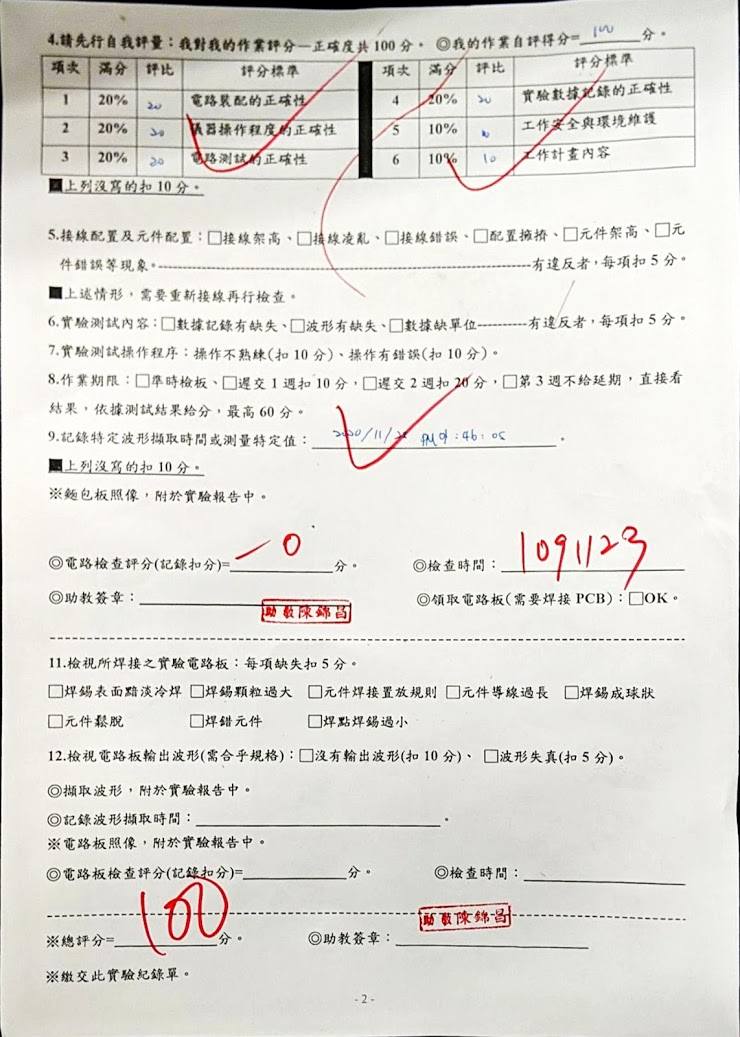 4.請先行自我評量：我對我的作業評分—正確度共 100 分。 ◎我的作業自評得分=100分。
項次 滿分 評比 評分標準 項次 滿分 評比 評分標準
1 20% 20 電路裝配的正確性 4 20% 20 實驗數據記錄的正確性
2 20% 20 儀器操作程度的正確性 5 10% 10 工作安全與環境維護
3 20% 20 電路測試的正確性 6 10% 10 工作計畫內容
■上列沒寫的扣 10 分。
5.接線配置及元件配置：□接線架高、□接線凌亂、□接線錯誤、□配置擁擠、□元件架高、□元
件錯誤等現象。----------有違反者，每項扣 5 分。
■上述情形，需要重新接線再行檢查。
6.實驗測試內容：□數據記錄有缺失、□波形有缺失、□數據缺單位----------有違反者，每項扣 5 分。
7.實驗測試操作程序：操作不熟練(扣 10 分)、操作有錯誤(扣 10 分)。
8.作業期限：□準時檢板、□遲交 1 週扣 10 分，□遲交 2 週扣 20 分，□第 3 週不給延期，直接看
結果，依據測試結果給分，最高 60 分。
9.記錄特定波形擷取時間或測量特定值：2020/11/ PM 01:46:05。
■上列沒寫的扣 10 分。
※麵包板照像，附於實驗報告中。
◎電路檢查評分(記錄扣分)=-0分。 ◎檢查時間：1091123
◎助教簽章： 助教陳錦昌 ◎領取電路板(需要焊接 PCB)：□OK。
11.檢視所焊接之實驗電路板：每項缺失扣 5 分。
□焊錫表面黯淡冷焊 □焊錫顆粒過大 □元件焊接置放規則 □元件導線過長 □焊錫成球狀
□元件鬆脫 □焊錯元件 □焊點焊錫過小
12.檢視電路板輸出波形(需合乎規格)：□沒有輸出波形(扣 10 分)、□波形失真(扣 5 分)。
◎擷取波形，附於實驗報告中。
◎記錄波形擷取時間：。
※電路板照像，附於實驗報告中。
◎電路板檢查評分(記錄扣分)=分。 ◎檢查時間：
※總評分=100分。 ◎助教簽章： 助教陳錦昌
※繳交此實驗紀錄單。
- 2 -